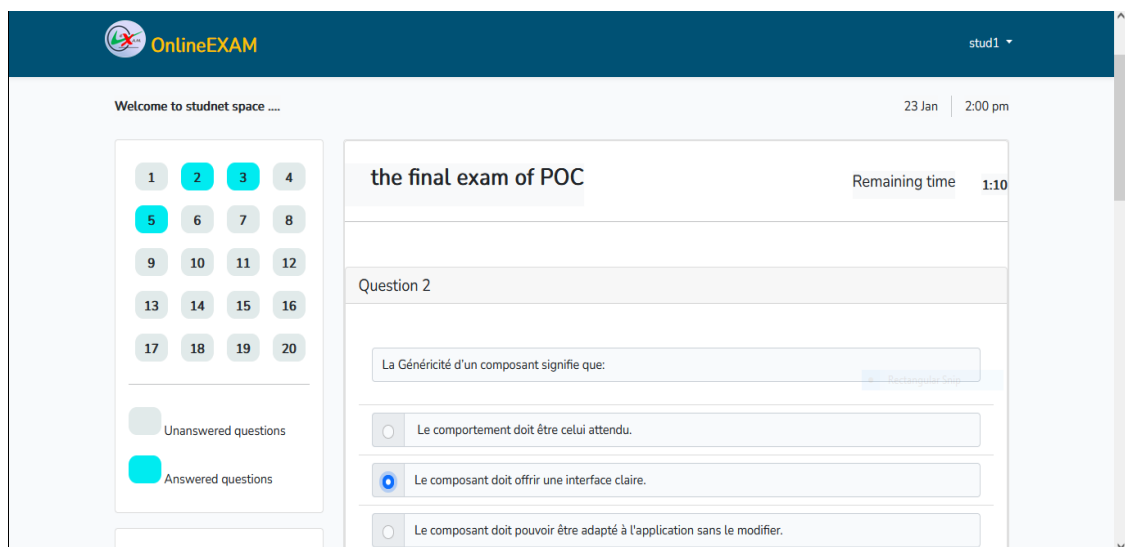 OnlineEXAM
stud1
Welcome to studnet space ....
23 Jan 2:00 pm
1 2 3 4
5 6 7 8
9 10 11 12
13 14 15 16
17 18 19 20
Unanswered questions
Answered questions
the final exam of POC
Remaining time 1:10
Question 2
La Généricité d'un composant signifie que:
Rectangular Snip
Le comportement doit être celui attendu.
Le composant doit offrir une interface claire.
Le composant doit pouvoir être adapté à l'application sans le modifier.